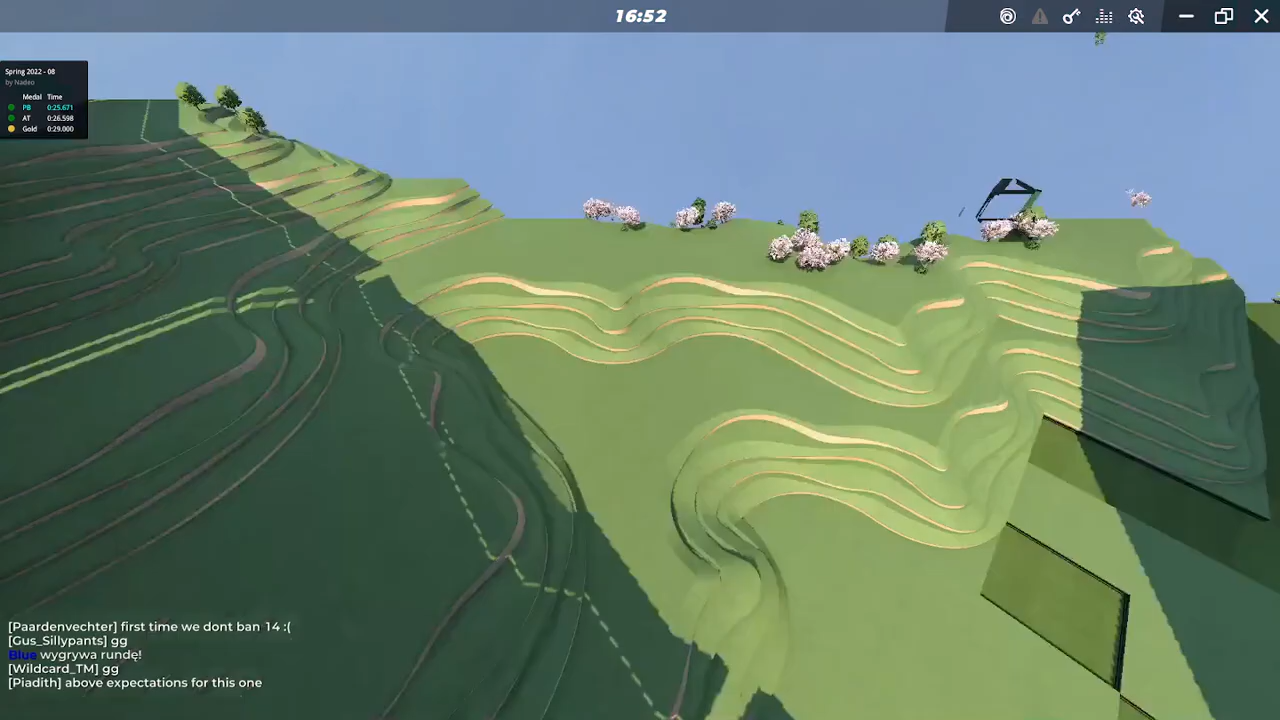 16:52
Spring 2022 - 08
by Nadeo
Medal Time
PB 0:25.671
AT 0:26.598
Gold 0:29.000
[Paardenvechter] first time we dont ban 14 :(
[Gus_Sillypants] gg
Blue wygrywa rundę!
[Wildcard_TM] gg
[Piadith] above expectations for this one